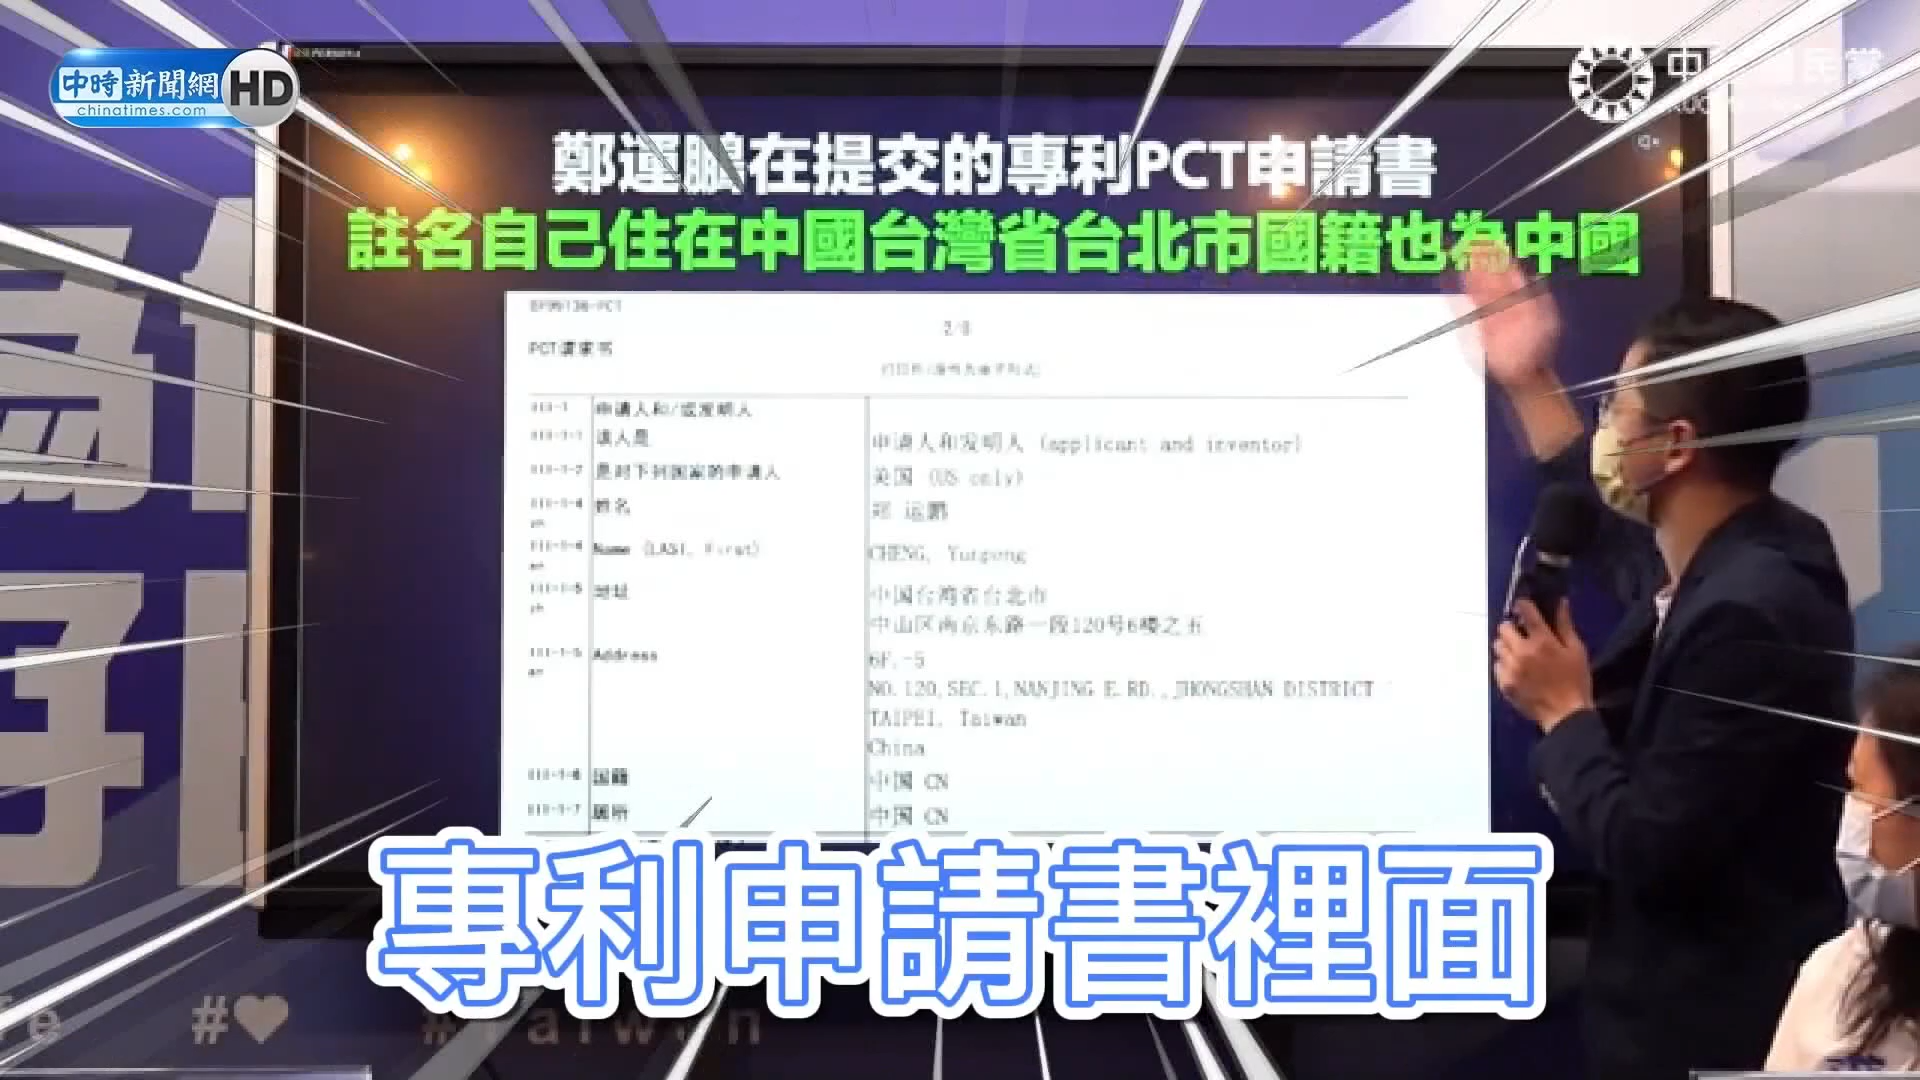 中時新聞網 HD
chinatimes.com
鄭運鵬在提交的專利PCT申請書
註名自己住在中國台灣省台北市國籍也為中國
2/8
PCT请求书
申请人和/或发明人
该人是
申请人和发明人 (applicant and inventor)
是对下列国家的申请人
美国 (US only)
姓名
郑 运鹏
Name (LAST, First)
CHENG, Yunpeng
地址
中国台湾省台北市
中山区南京东路一段120号6楼之五
Address
6F.-5
NO.120,SEC.1,NANJING E.RD.,JHONGSHAN DISTRICT
TAIPEI, Taiwan
China
国籍
中国 CN
居所
中国 CN
專利申請書裡面
#❤
#Taiwan